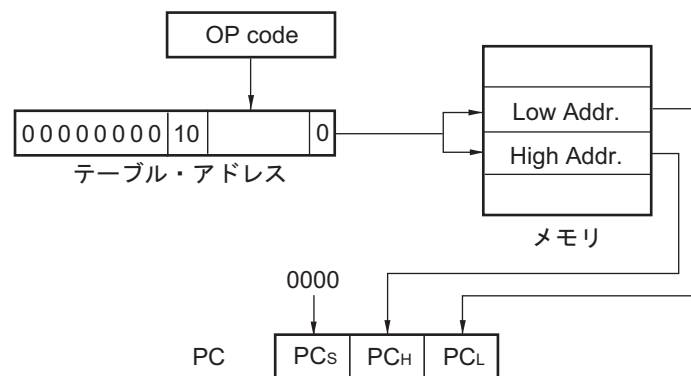 OP code
00000000 10 0
テーブル・アドレス
Low Addr.
High Addr.
メモリ
0000
PC PCS PCH PCL